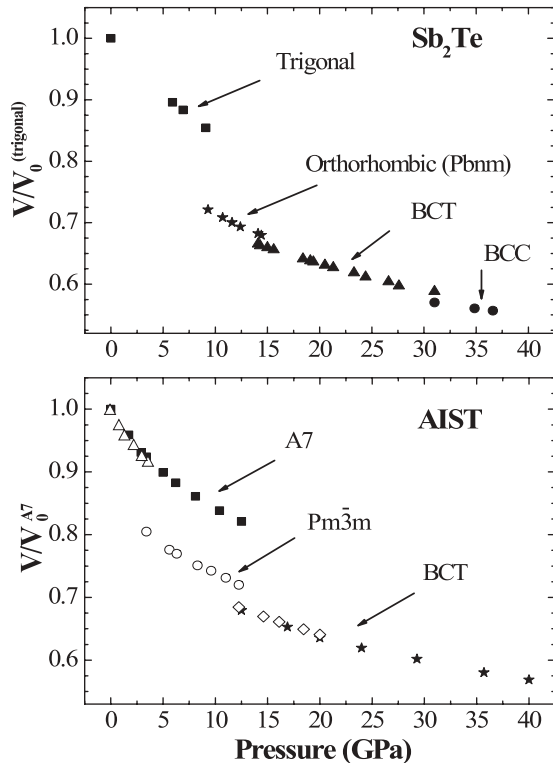 Sb₂Te
1.0
Trigonal
0.9
0.8
Orthorhombic (Pbnm)
0.7
BCT
BCC
0.6
V/V₀⁽ᵗʳⁱᵍᵒⁿᵃˡ⁾
0 5 10 15 20 25 30 35 40
AIST
1.0
A7
0.9
Pm3̄m
0.8
BCT
0.7
0.6
V/V₀ᴬ⁷
0 5 10 15 20 25 30 35 40
Pressure (GPa)